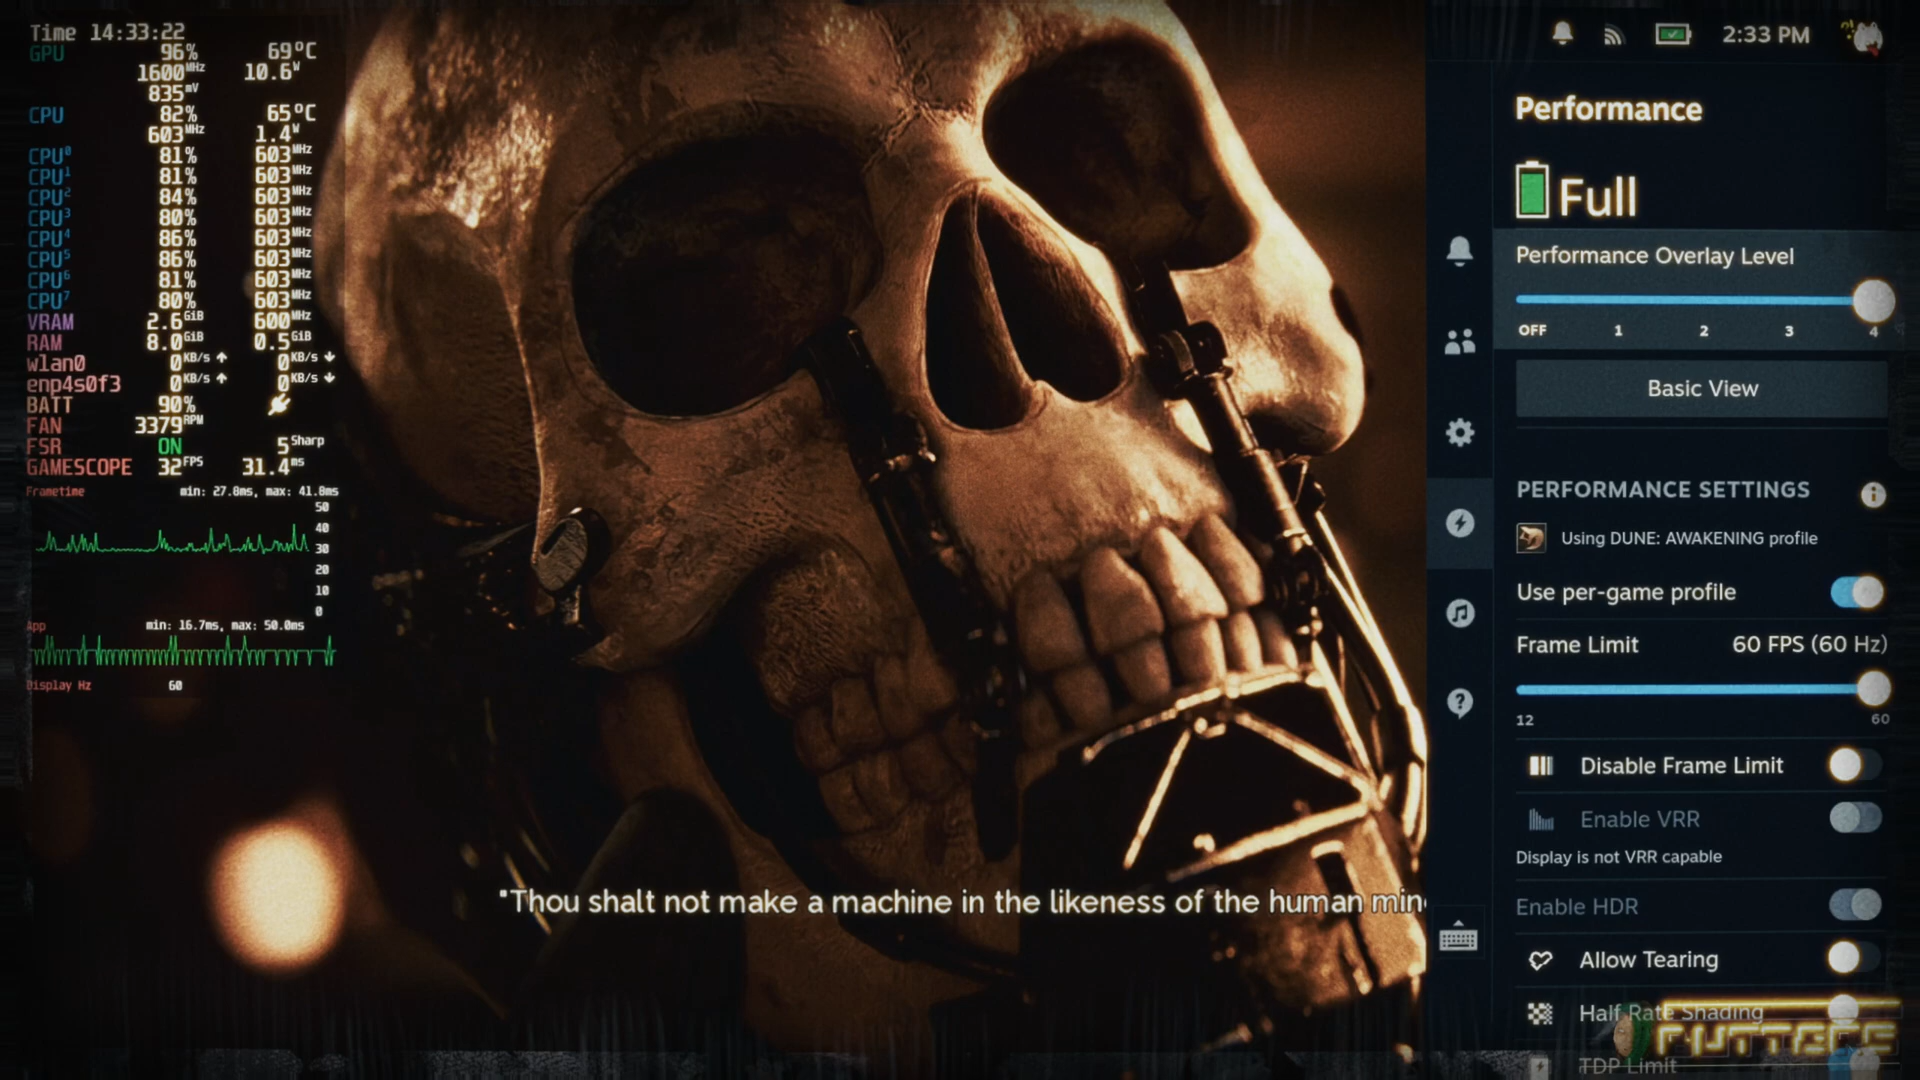 Time 14:33:22
GPU 96% 69°C
1600MHz 10.6W
835mV
CPU 82% 65°C
603MHz 1.4W
CPU0 81% 603MHz
CPU1 81% 603MHz
CPU2 84% 603MHz
CPU3 80% 603MHz
CPU4 86% 603MHz
CPU5 86% 603MHz
CPU6 81% 603MHz
CPU7 80% 603MHz
VRAM 2.6GiB 600MHz
RAM 8.0GiB 0.5GiB
wlan0 0KB/s ↑ 0KB/s ↓
enp4s0f3 0KB/s ↑ 0KB/s ↓
BATT 90%
FAN 3379RPM
FSR ON 5Sharp
GAMESCOPE 32FPS 31.4ms
Frametime min: 27.8ms, max: 41.8ms
50
40
30
20
10
0
App min: 16.7ms, max: 50.0ms
Display Hz 60
"Thou shalt not make a machine in the likeness of the human min
2:33 PM
Performance
Full
Performance Overlay Level
OFF 1 2 3 4
Basic View
PERFORMANCE SETTINGS
Using DUNE: AWAKENING profile
Use per-game profile
Frame Limit 60 FPS (60 Hz)
12 60
Disable Frame Limit
Enable VRR
Display is not VRR capable
Enable HDR
Allow Tearing
Half Rate Shading
TDP Limit